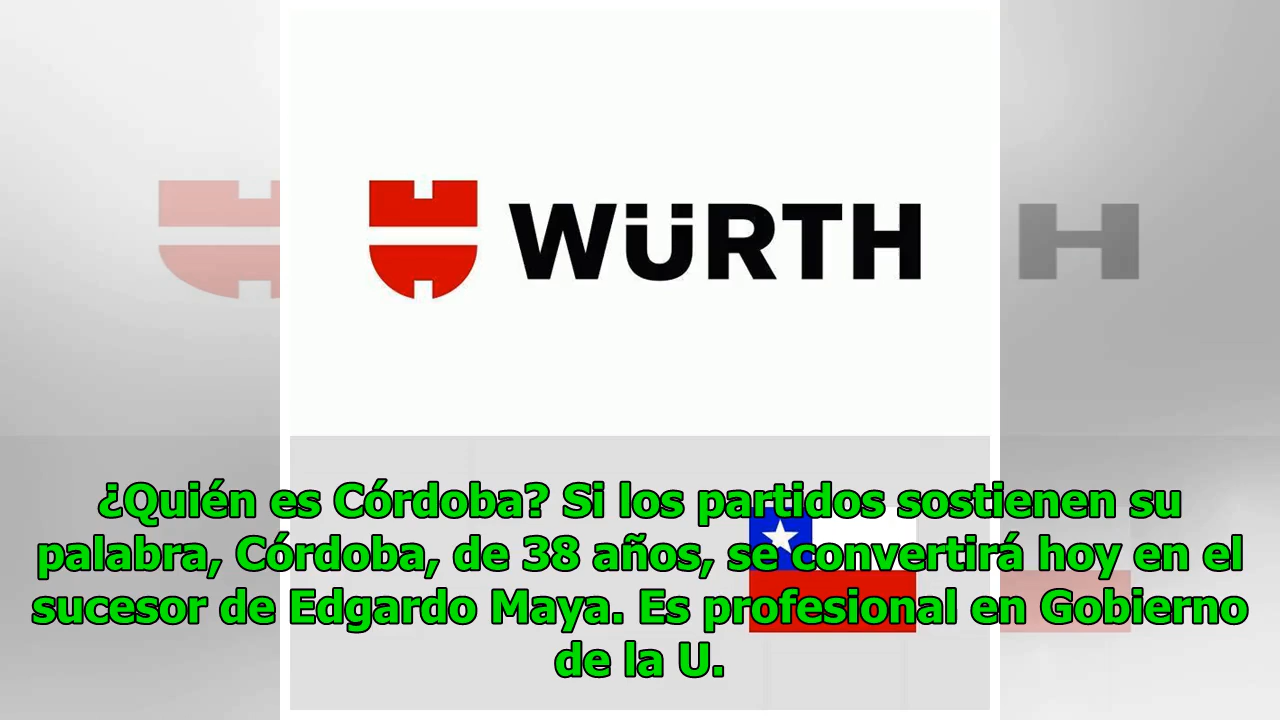 WÜRTH
¿Quién es Córdoba? Si los partidos sostienen su
palabra, Córdoba, de 38 años, se convertirá hoy en el
sucesor de Edgardo Maya. Es profesional en Gobierno
de la U.